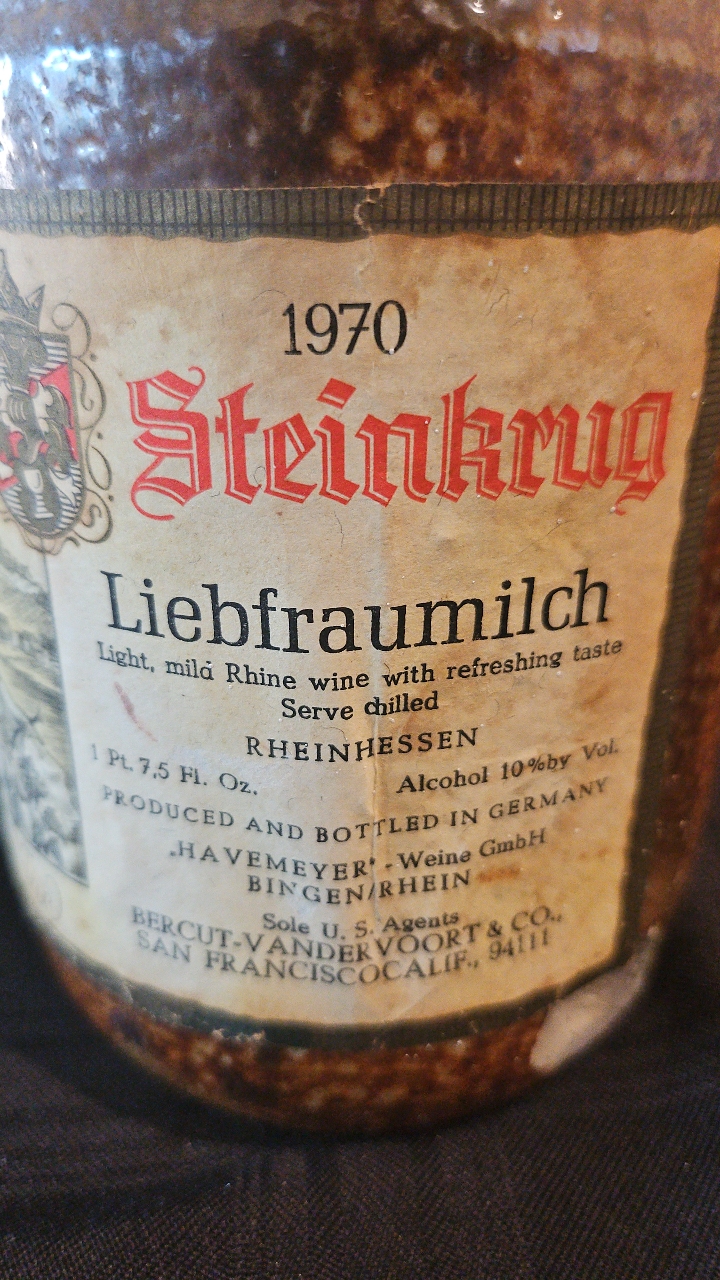 1970
Steinkrug
Liebfraumilch
Light, mild Rhine wine with refreshing taste
Serve chilled
RHEINHESSEN
1 Pt. 7,5 Fl. Oz. Alcohol 10% by Vol.
PRODUCED AND BOTTLED IN GERMANY
„HAVEMEYER" - Weine GmbH
BINGEN/RHEIN
Sole U. S. Agents
BERCUT-VANDERVOORT & CO.,
SAN FRANCISCOCALIF., 94111